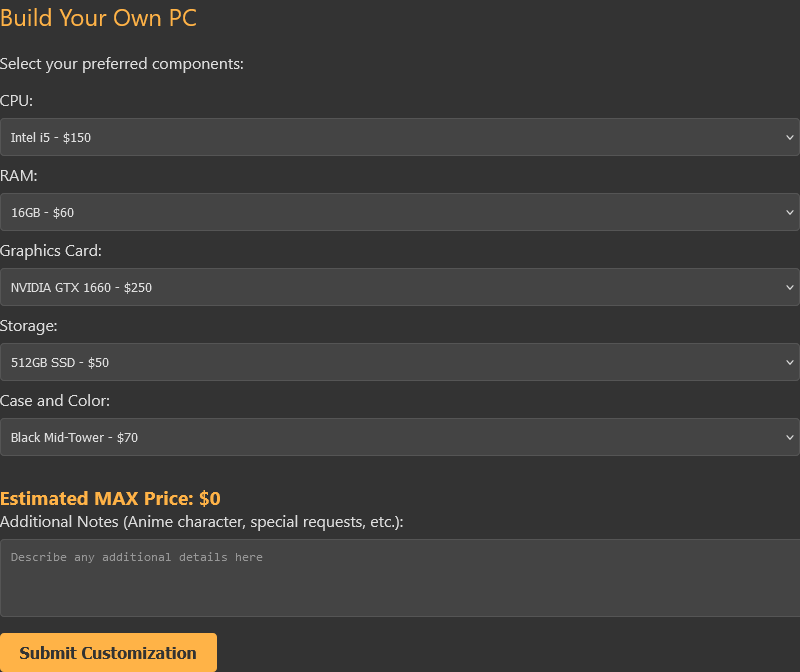 Build Your Own PC
Select your preferred components:
CPU:
Intel i5 - $150
RAM:
16GB - $60
Graphics Card:
NVIDIA GTX 1660 - $250
Storage:
512GB SSD - $50
Case and Color:
Black Mid-Tower - $70
Estimated MAX Price: $0
Additional Notes (Anime character, special requests, etc.):
Describe any additional details here
Submit Customization